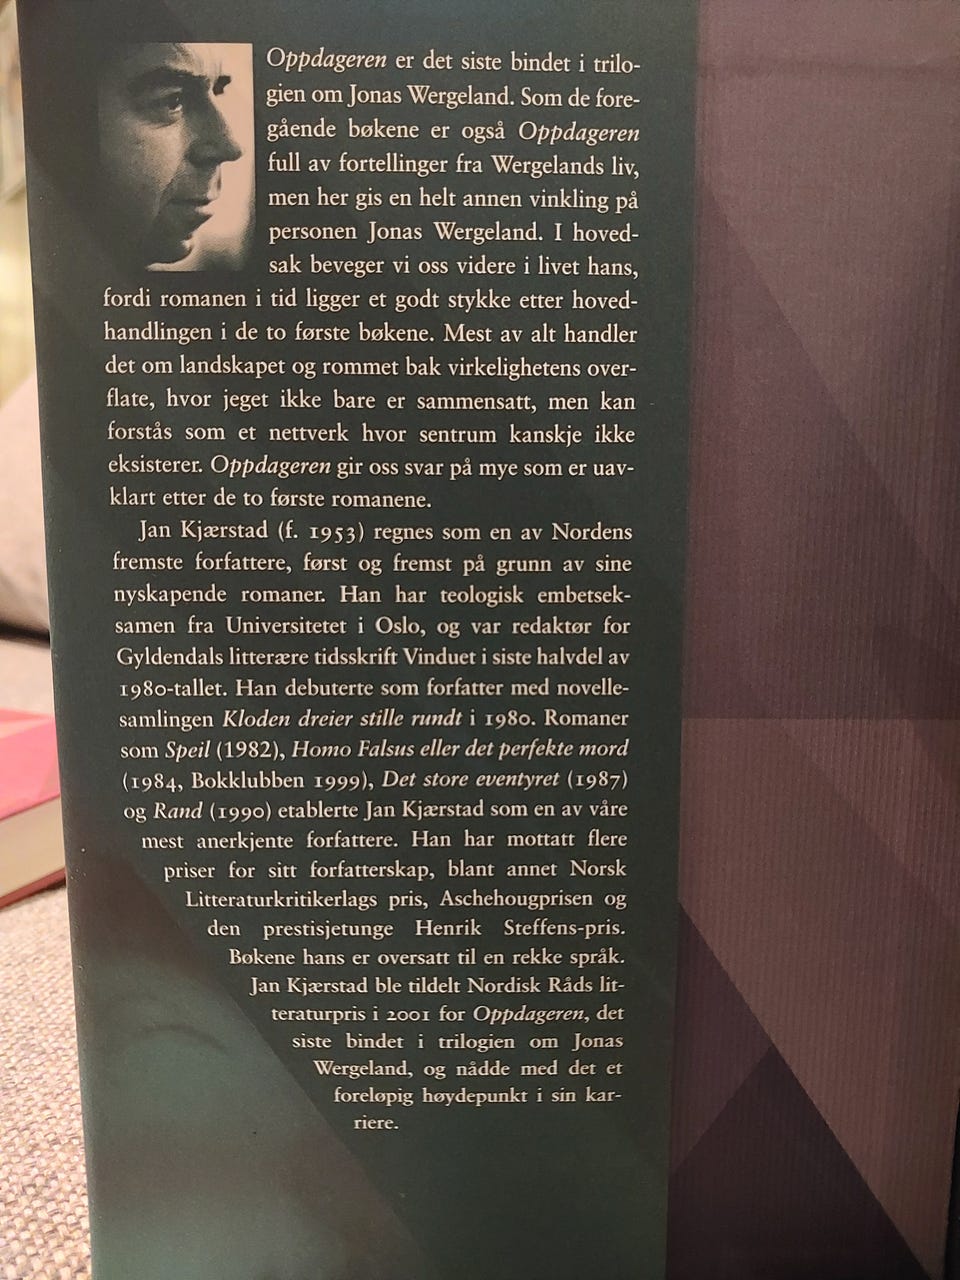 Oppdageren er det siste bindet i trilo-
gien om Jonas Wergeland. Som de fore-
gående bøkene er også Oppdageren
full av fortellinger fra Wergelands liv,
men her gis en helt annen vinkling på
personen Jonas Wergeland. I hoved-
sak beveger vi oss videre i livet hans,
fordi romanen i tid ligger et godt stykke etter hoved-
handlingen i de to første bøkene. Mest av alt handler
det om landskapet og rommet bak virkelighetens over-
flate, hvor jeget ikke bare er sammensatt, men kan
forstås som et nettverk hvor sentrum kanskje ikke
eksisterer. Oppdageren gir oss svar på mye som er uav-
klart etter de to første romanene.
Jan Kjærstad (f. 1953) regnes som en av Nordens
fremste forfattere, først og fremst på grunn av sine
nyskapende romaner. Han har teologisk embetsek-
samen fra Universitetet i Oslo, og var redaktør for
Gyldendals litterære tidsskrift Vinduet i siste halvdel av
1980-tallet. Han debuterte som forfatter med novelle-
samlingen Kloden dreier stille rundt i 1980. Romaner
som Speil (1982), Homo Falsus eller det perfekte mord
(1984, Bokklubben 1999), Det store eventyret (1987)
og Rand (1990) etablerte Jan Kjærstad som en av våre
mest anerkjente forfattere. Han har mottatt flere
priser for sitt forfatterskap, blant annet Norsk
Litteraturkritikerlags pris, Aschehougprisen og
den prestisjetunge Henrik Steffens-pris.
Bøkene hans er oversatt til en rekke språk.
Jan Kjærstad ble tildelt Nordisk Råds lit-
teraturpris i 2001 for Oppdageren, det
siste bindet i trilogien om Jonas
Wergeland, og nådde med det et
foreløpig høydepunkt i sin kar-
riere.